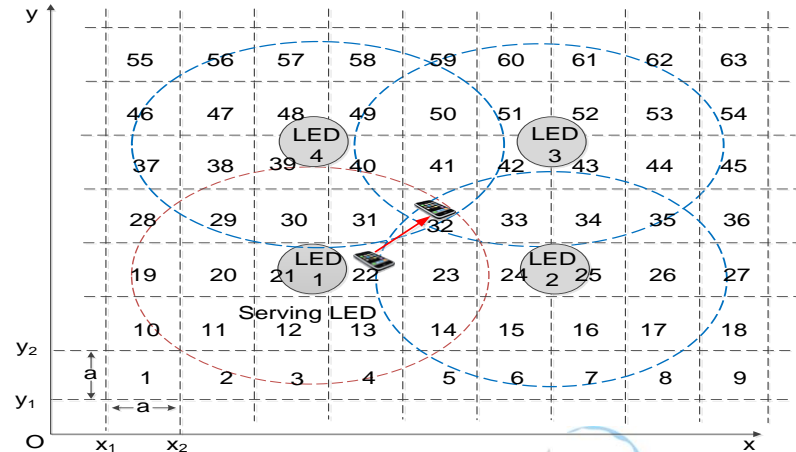 y
55 56 57 58 59 60 61 62 63
46 47 48 49 50 51 52 53 54
LED
4
LED
3
37 38 39 40 41 42 43 44 45
28 29 30 31 32 33 34 35 36
LED
1
LED
2
19 20 21 22 23 24 25 26 27
Serving LED
10 11 12 13 14 15 16 17 18
y2
a
1 2 3 4 5 6 7 8 9
y1
a
O x1 x2 x